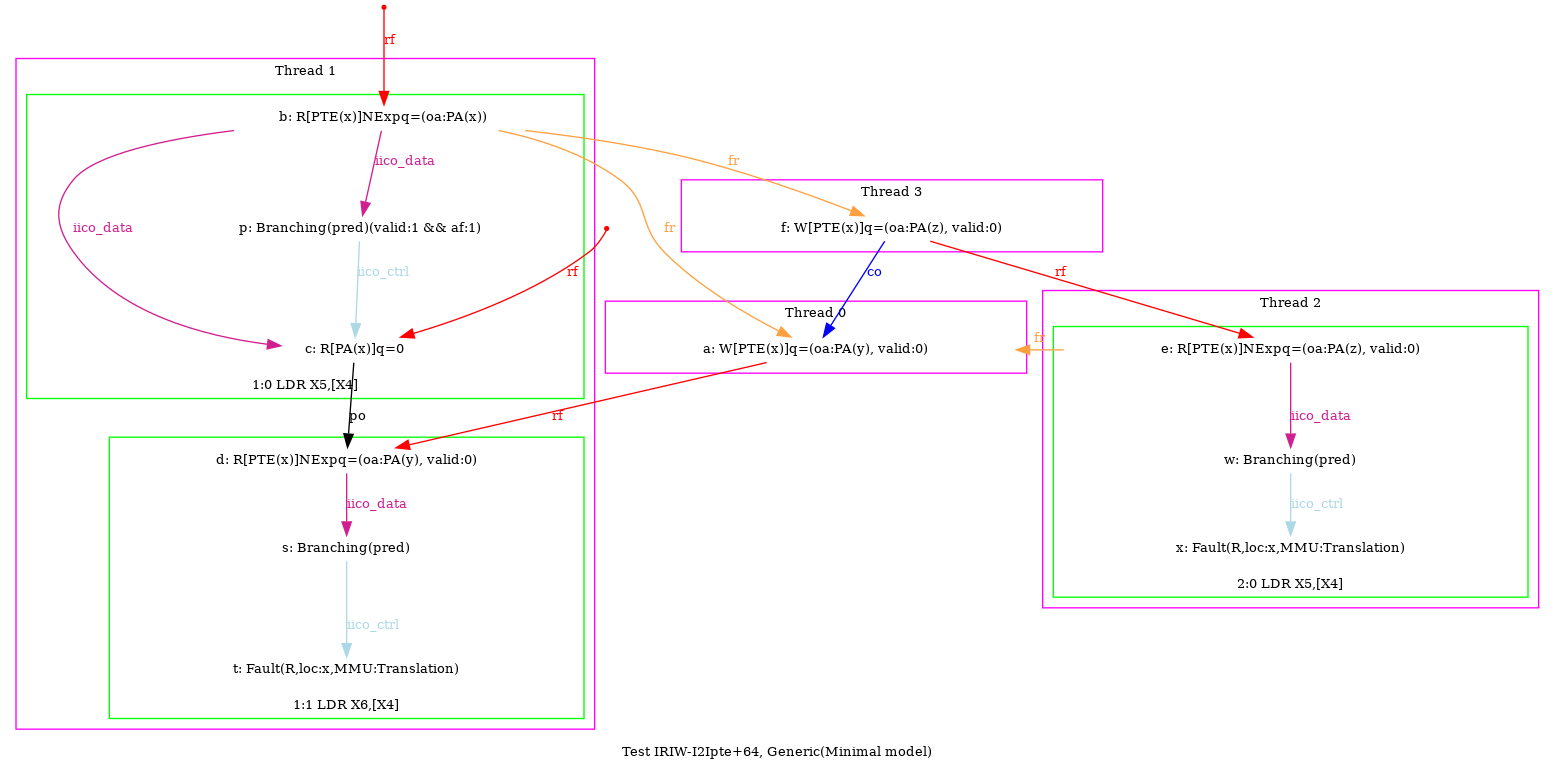 rf
Thread 1
b: R[PTE(x)]NExpq=(oa:PA(x))
iico_data
fr
Thread 3
iico_data
p: Branching(pred)(valid:1 && af:1)
fr
f: W[PTE(x)]q=(oa:PA(z), valid:0)
iico_ctrl
rf
co
rf
Thread 0
Thread 2
c: R[PA(x)]q=0
a: W[PTE(x)]q=(oa:PA(y), valid:0)
fr
e: R[PTE(x)]NExpq=(oa:PA(z), valid:0)
1:0 LDR X5,[X4]
po
rf
iico_data
d: R[PTE(x)]NExpq=(oa:PA(y), valid:0)
w: Branching(pred)
iico_data
iico_ctrl
s: Branching(pred)
x: Fault(R,loc:x,MMU:Translation)
2:0 LDR X5,[X4]
iico_ctrl
t: Fault(R,loc:x,MMU:Translation)
1:1 LDR X6,[X4]
Test IRIW-I2Ipte+64, Generic(Minimal model)